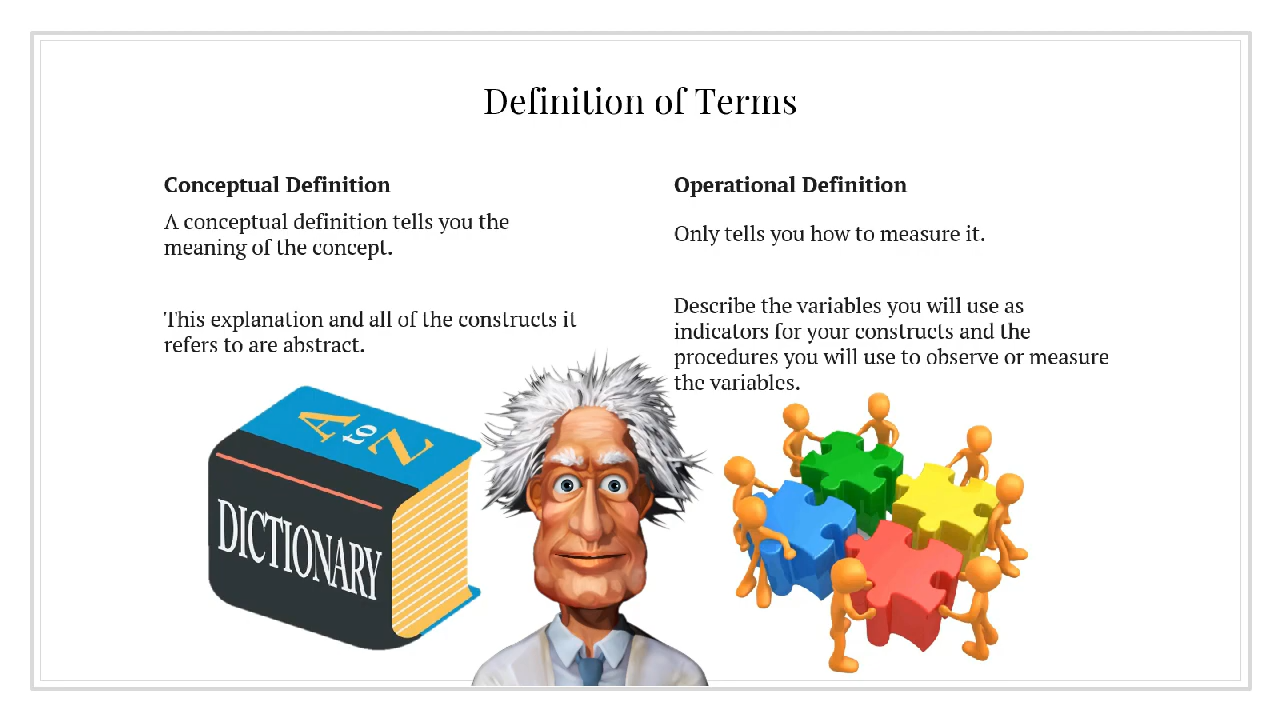 Definition of Terms
Conceptual Definition
A conceptual definition tells you the
meaning of the concept.
This explanation and all of the constructs it
refers to are abstract.
Operational Definition
Only tells you how to measure it.
Describe the variables you will use as
indicators for your constructs and the
procedures you will use to observe or measure
the variables.
A
to
Z
DICTIONARY